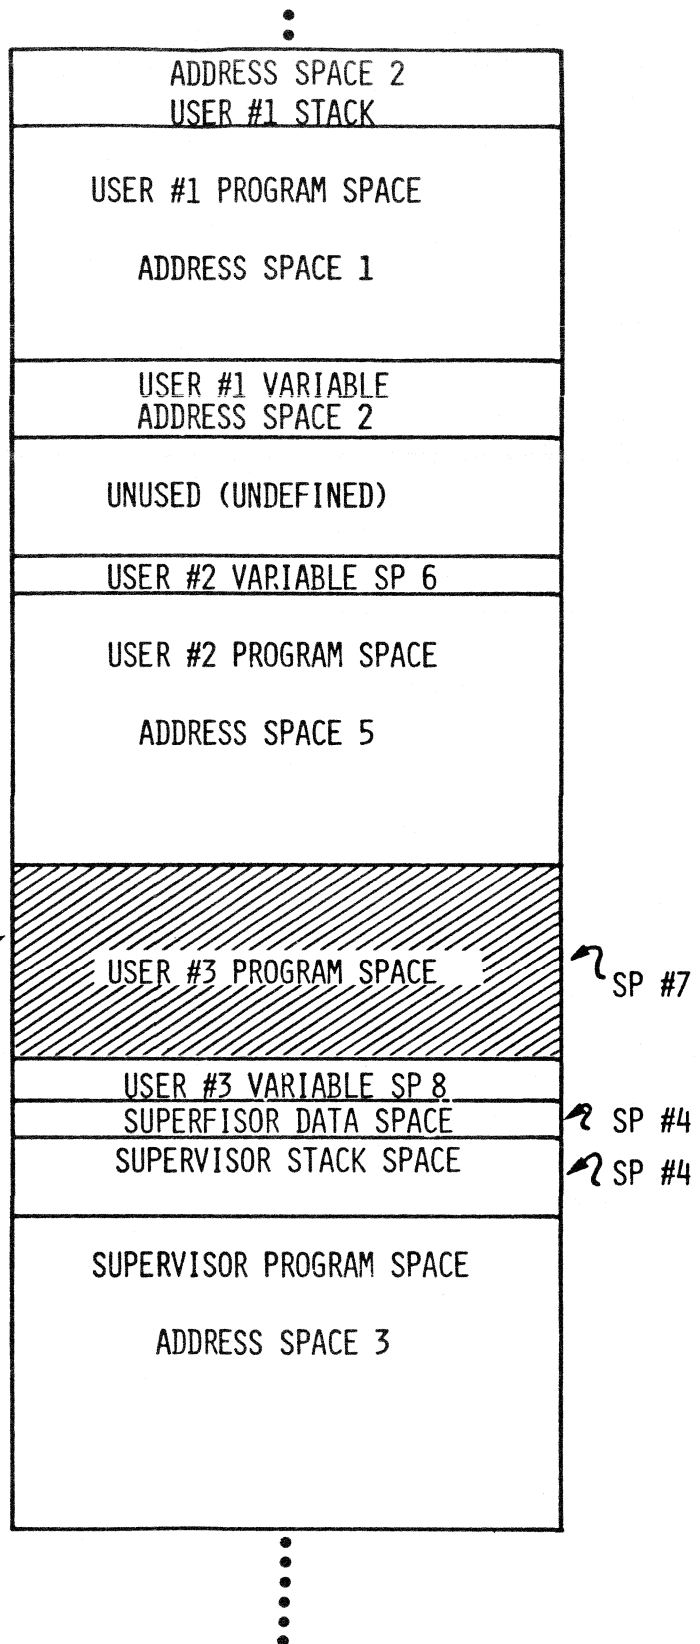 ADDRESS SPACE 2
USER #1 STACK
USER #1 PROGRAM SPACE
ADDRESS SPACE 1
USER #1 VARIABLE
ADDRESS SPACE 2
UNUSED (UNDEFINED)
USER #2 VARIABLE SP 6
USER #2 PROGRAM SPACE
ADDRESS SPACE 5
USER #3 PROGRAM SPACE
SP #7
USER #3 VARIABLE SP 8
SUPERFISOR DATA SPACE
SP #4
SUPERVISOR STACK SPACE
SP #4
SUPERVISOR PROGRAM SPACE
ADDRESS SPACE 3